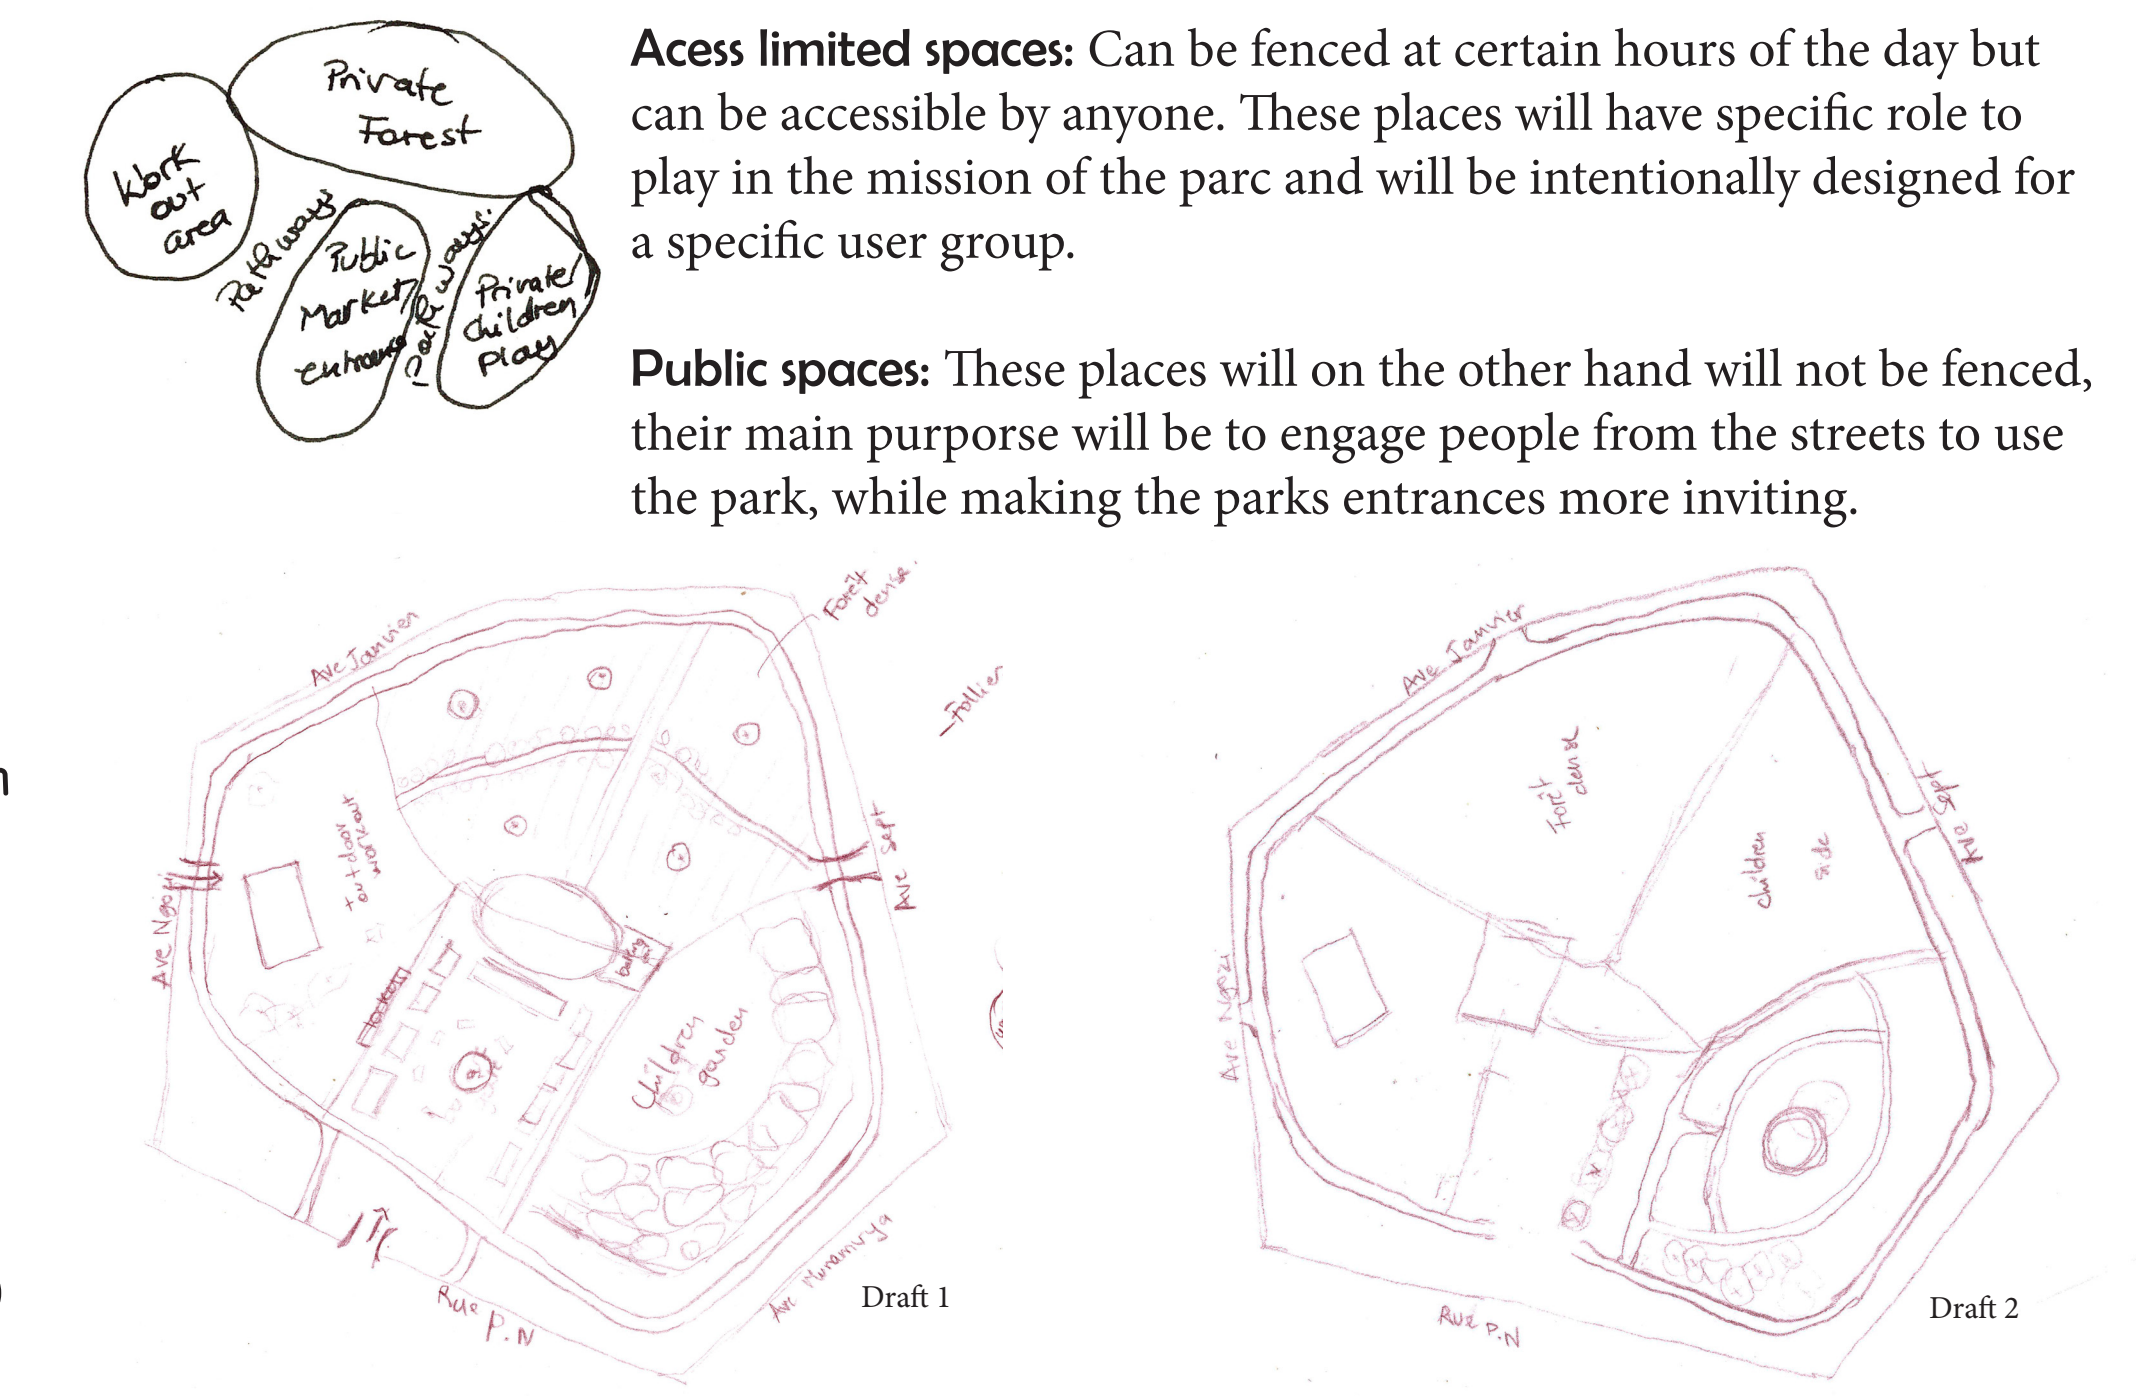 Private
Forest
Work
out
area
Pathways
Public
Market/
entrance
Pathways.
Private/
children
play
Acess limited spaces: Can be fenced at certain hours of the day but
can be accessible by anyone. These places will have specific role to
play in the mission of the parc and will be intentionally designed for
a specific user group.
Public spaces: These places will on the other hand will not be fenced,
their main purporse will be to engage people from the streets to use
the park, while making the parks entrances more inviting.
Ave Janvier
Forêt
dense.
outdoor
workout
Ave Ngozi
Ave Sept
Children
garden
Rue P.N
Ave Muramvya
Draft 1
Ave Janvier
Forêt
dense
children
side
Ave Sept
Ave Ngozi
Rue P.N
Draft 2